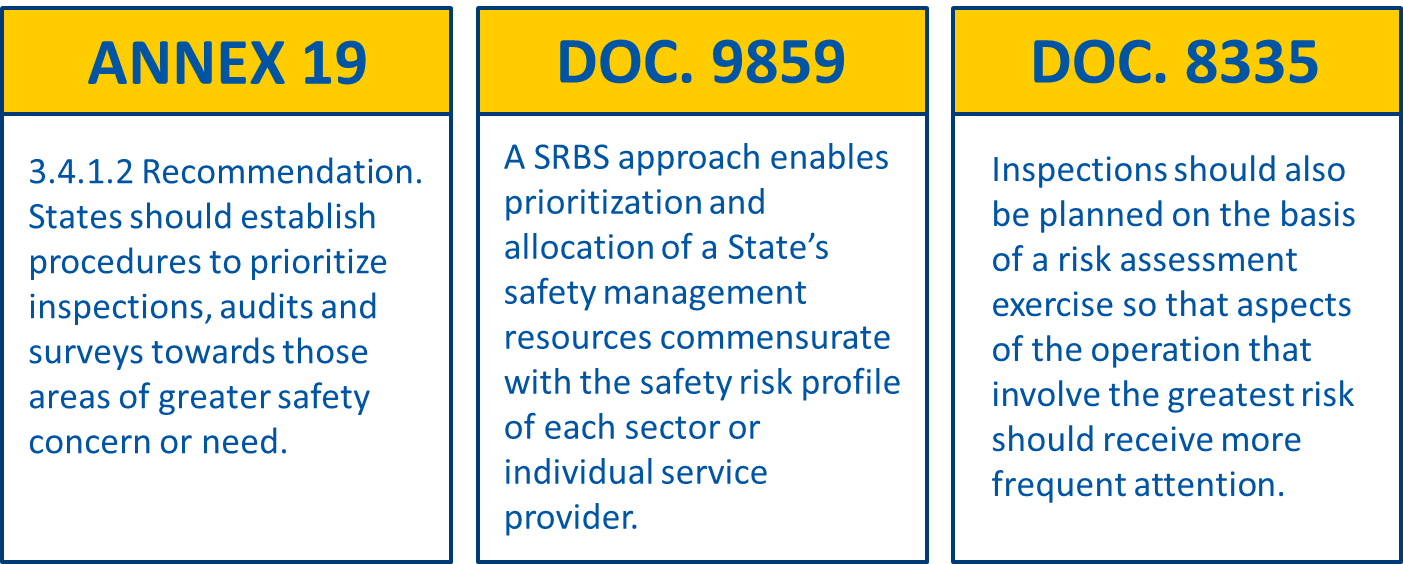 ANNEX 19
3.4.1.2 Recommendation.
States should establish
procedures to prioritize
inspections, audits and
surveys towards those
areas of greater safety
concern or need.
DOC. 9859
A SRBS approach enables
prioritization and
allocation of a State’s
safety management
resources commensurate
with the safety risk profile
of each sector or
individual service
provider.
DOC. 8335
Inspections should also
be planned on the basis
of a risk assessment
exercise so that aspects
of the operation that
involve the greatest risk
should receive more
frequent attention.